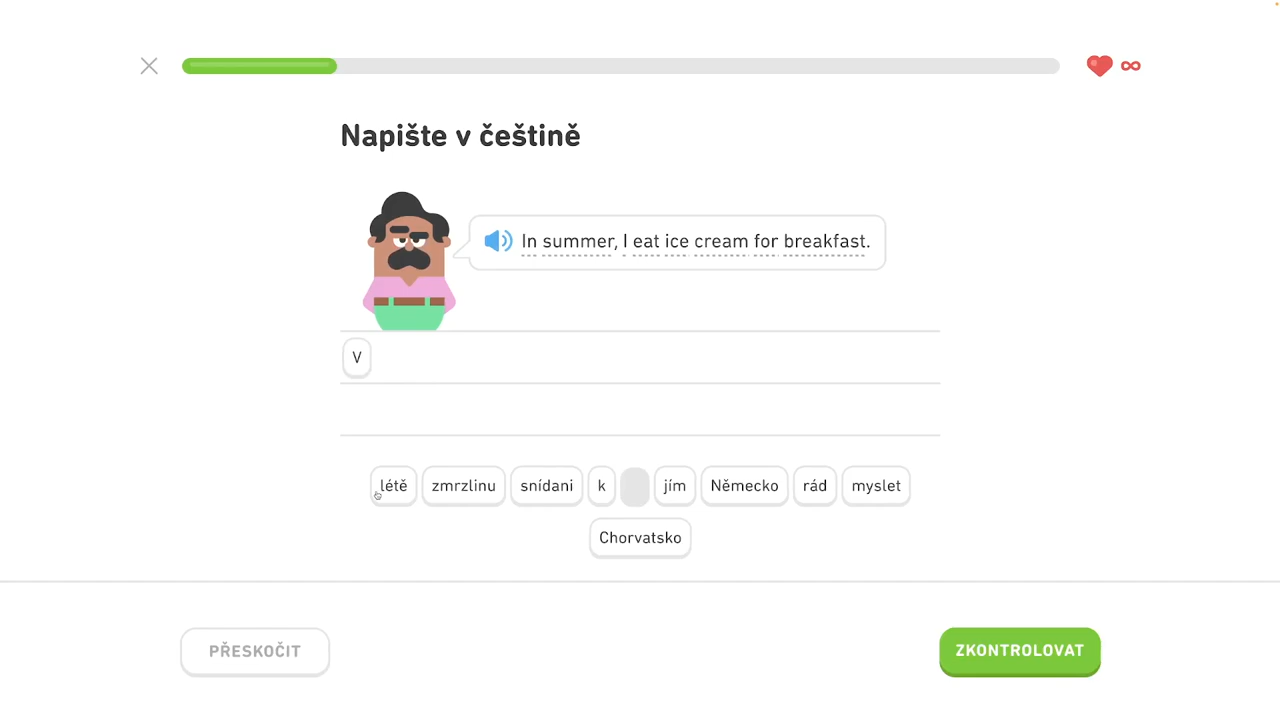 ∞
Napište v češtině
In summer, I eat ice cream for breakfast.
V
létě zmrzlinu snídani k jím Německo rád myslet
Chorvatsko
PŘESKOČIT ZKONTROLOVAT